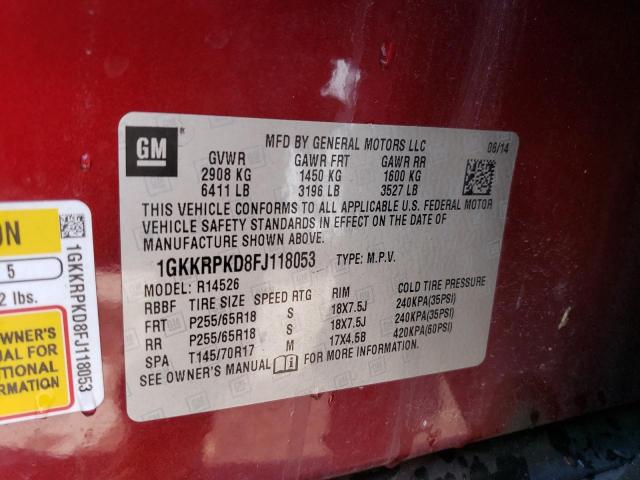 GM
MFD BY GENERAL MOTORS LLC 06/14
GVWR GAWR FRT GAWR RR
2908 KG 1450 KG 1600 KG
6411 LB 3196 LB 3527 LB
THIS VEHICLE CONFORMS TO ALL APPLICABLE U.S. FEDERAL MOTOR
VEHICLE SAFETY STANDARDS IN EFFECT ON THE DATE OF
MANUFACTURE SHOWN ABOVE.
1GKKRPKD8FJ118053 TYPE: M.P.V.
MODEL: R14526
RBBF TIRE SIZE SPEED RTG RIM COLD TIRE PRESSURE
FRT P255/65R18 S 18X7.5J 240KPA(35PSI)
RR P255/65R18 S 18X7.5J 240KPA(35PSI)
SPA T145/70R17 M 17X4.5B 420KPA(60PSI)
SEE OWNER'S MANUAL FOR MORE INFORMATION.
ON
5
2 lbs.
OWNER'S
UAL FOR
TIONAL
RMATION
1GKKRPKD8FJ118053